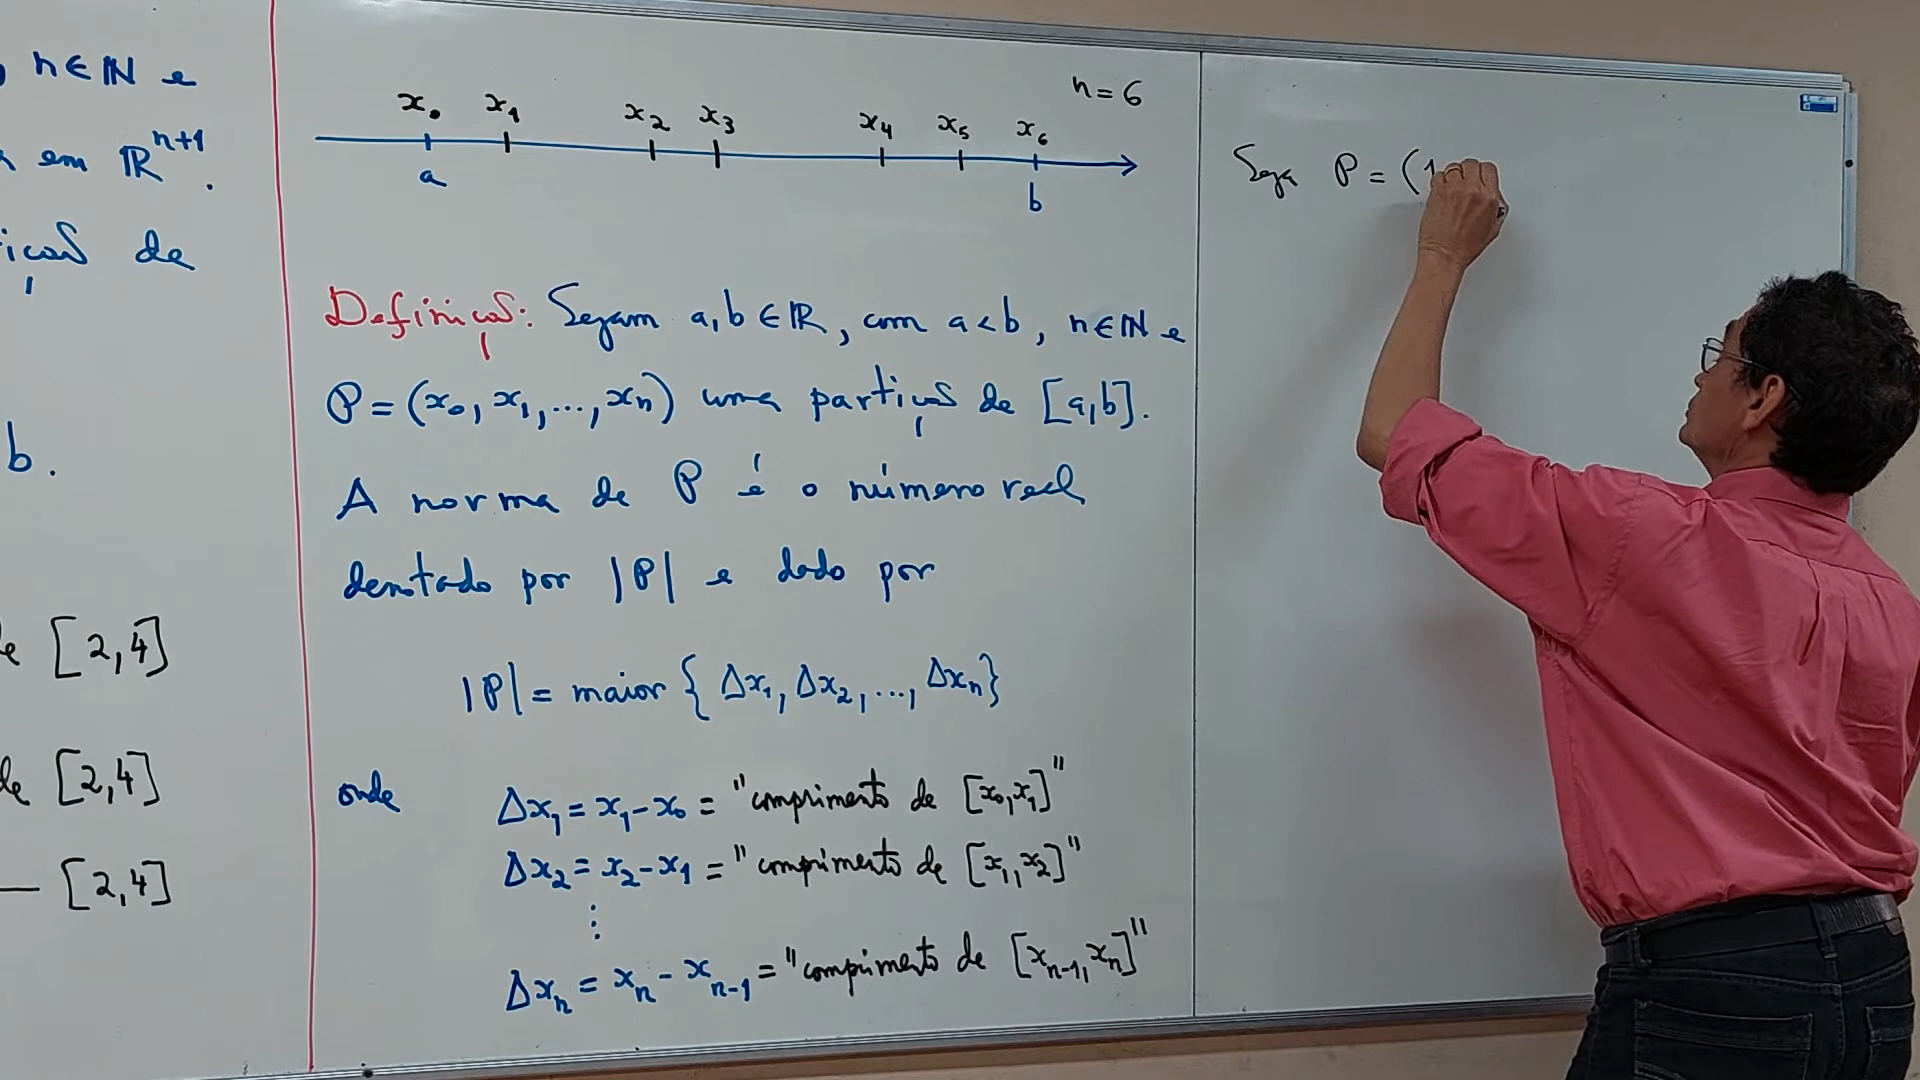 , n∈ℕ e
em ℝⁿ⁺¹.
de
b.
[2,4]
de [2,4]
— [2,4]
n = 6
x₀ x₁ x₂ x₃ x₄ x₅ x₆
a b
Definição: Sejam a,b∈ℝ, com a<b, n∈ℕ e
P = (x₀, x₁, ..., xₙ) uma partição de [a,b].
A norma de P é o número real
denotado por |P| e dado por
|P| = maior { Δx₁, Δx₂, ..., Δxₙ}
onde Δx₁ = x₁-x₀ = "comprimento de [x₀,x₁]"
Δx₂ = x₂-x₁ = "comprimento de [x₁,x₂]"
⋮
Δxₙ = xₙ - xₙ₋₁ = "comprimento de [xₙ₋₁,xₙ]"
Seja P = (1